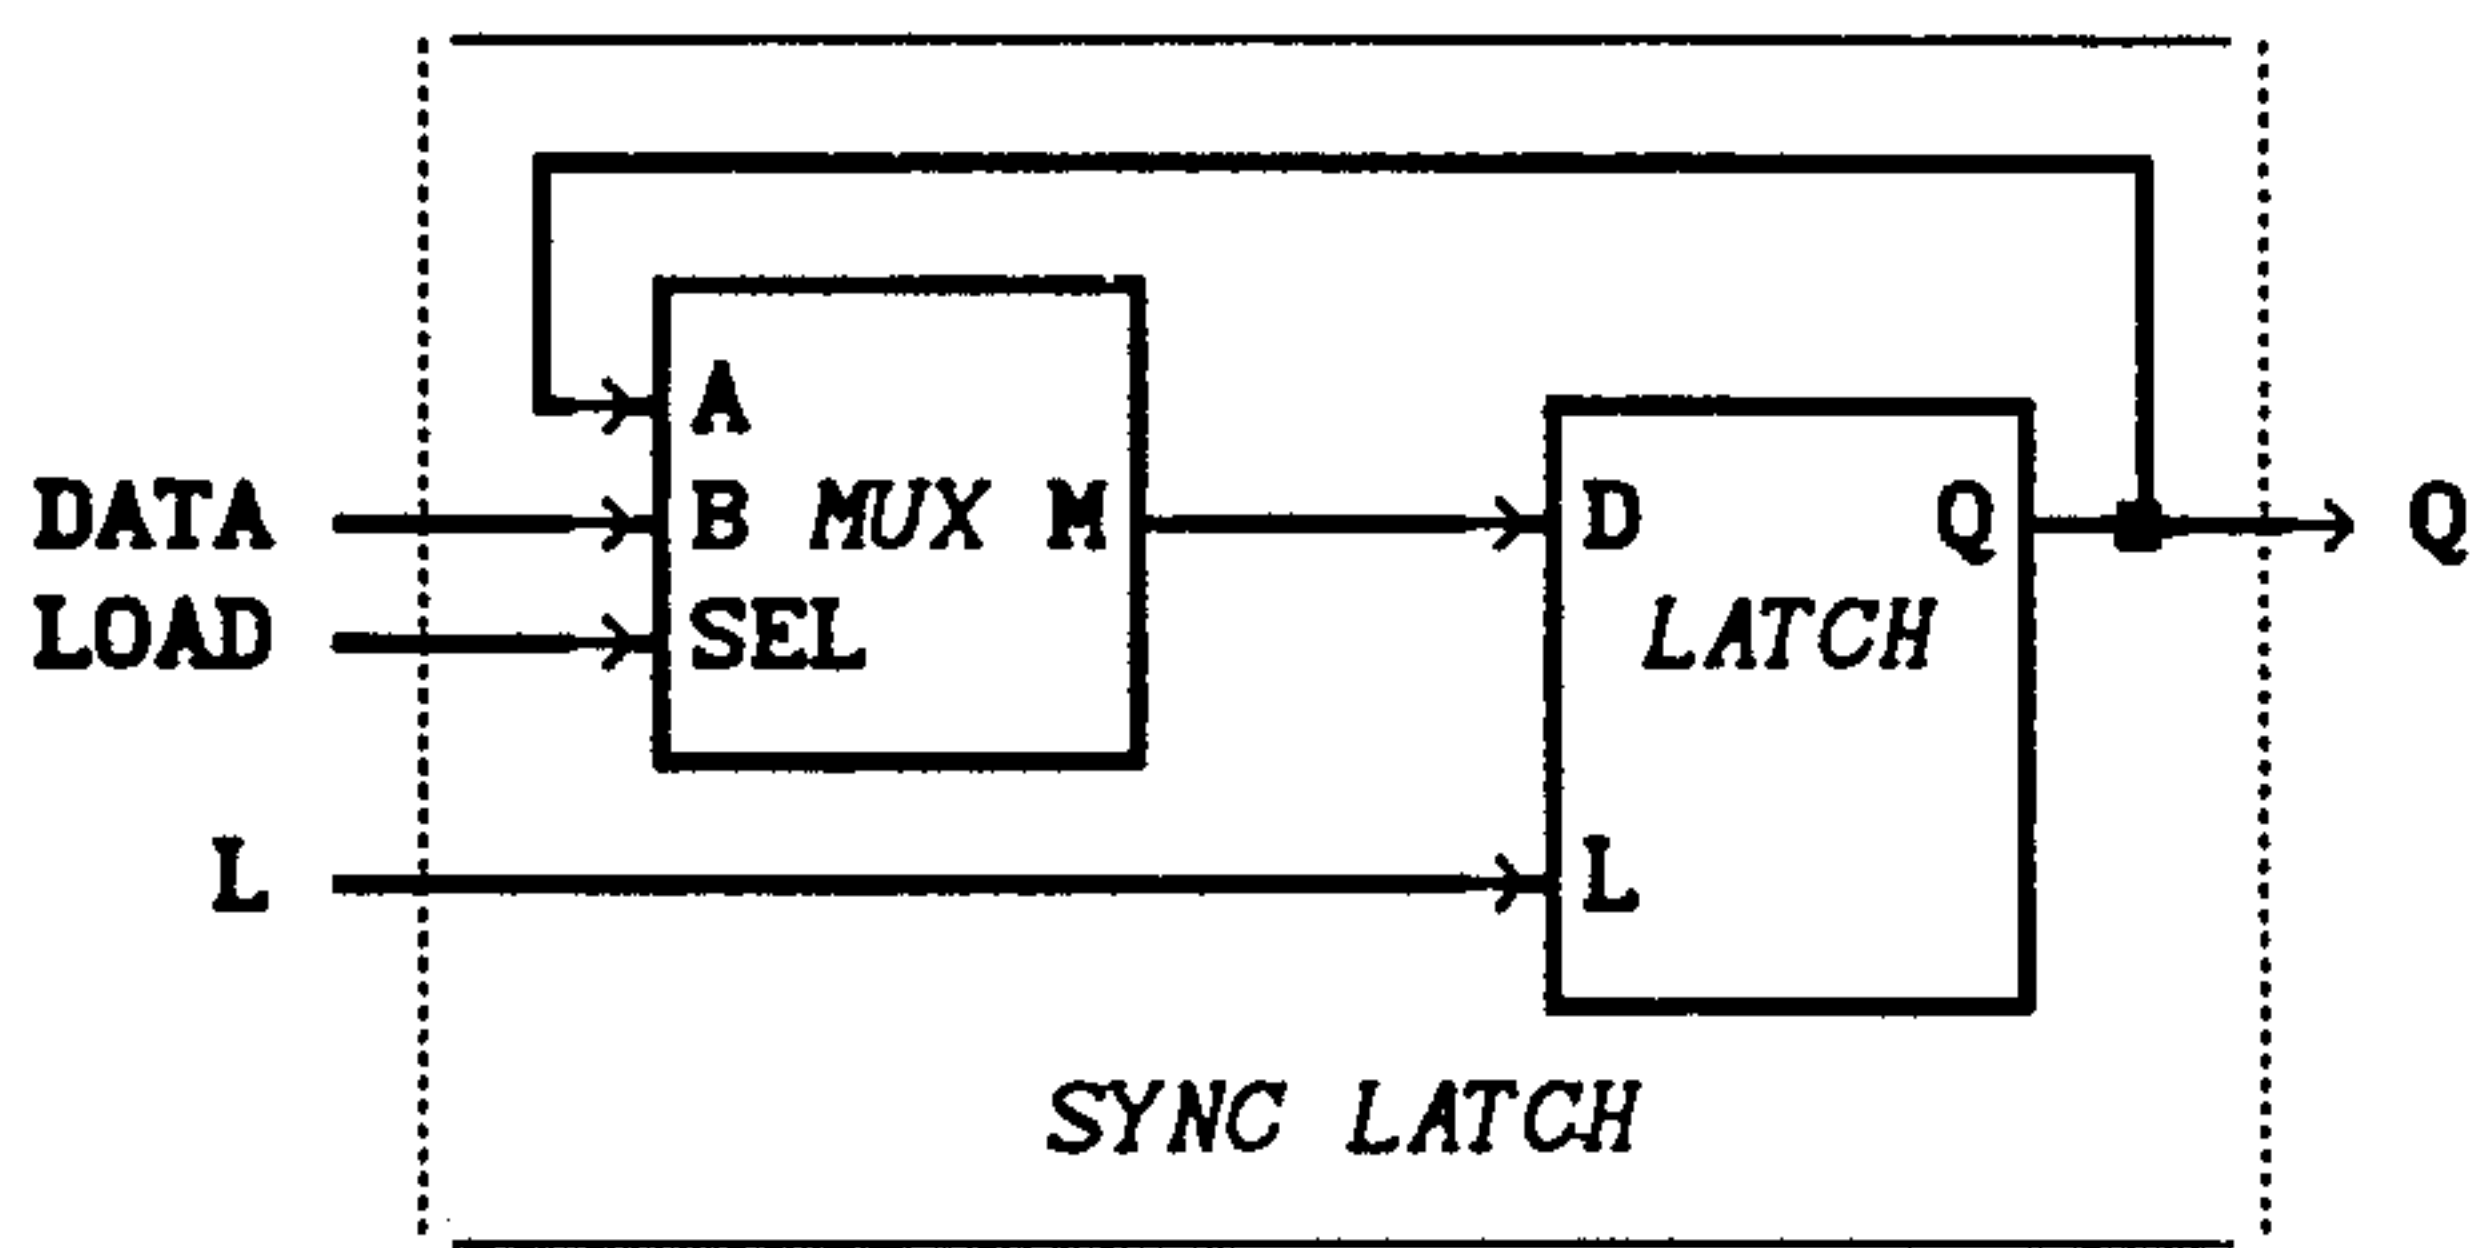 A
DATA B MUX M D Q Q
LOAD SEL LATCH
L L
SYNC LATCH